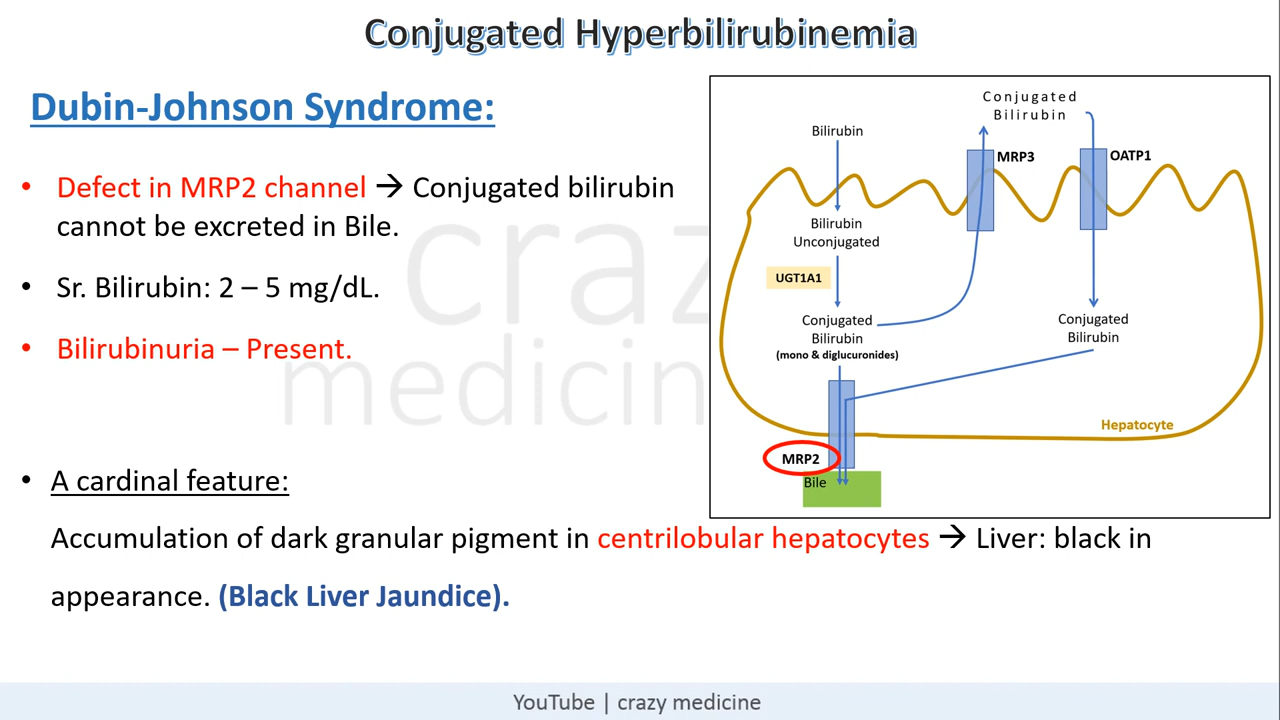 Conjugated Hyperbilirubinemia
Dubin-Johnson Syndrome:
• Defect in MRP2 channel → Conjugated bilirubin
cannot be excreted in Bile.
• Sr. Bilirubin: 2 – 5 mg/dL.
• Bilirubinuria – Present.
• A cardinal feature:
Accumulation of dark granular pigment in centrilobular hepatocytes → Liver: black in
appearance. (Black Liver Jaundice).
Conjugated
Bilirubin
Bilirubin
MRP3
OATP1
Bilirubin
Unconjugated
UGT1A1
Conjugated
Bilirubin
(mono & diglucuronides)
Conjugated
Bilirubin
Hepatocyte
MRP2
Bile
crazy
medicine
YouTube | crazy medicine